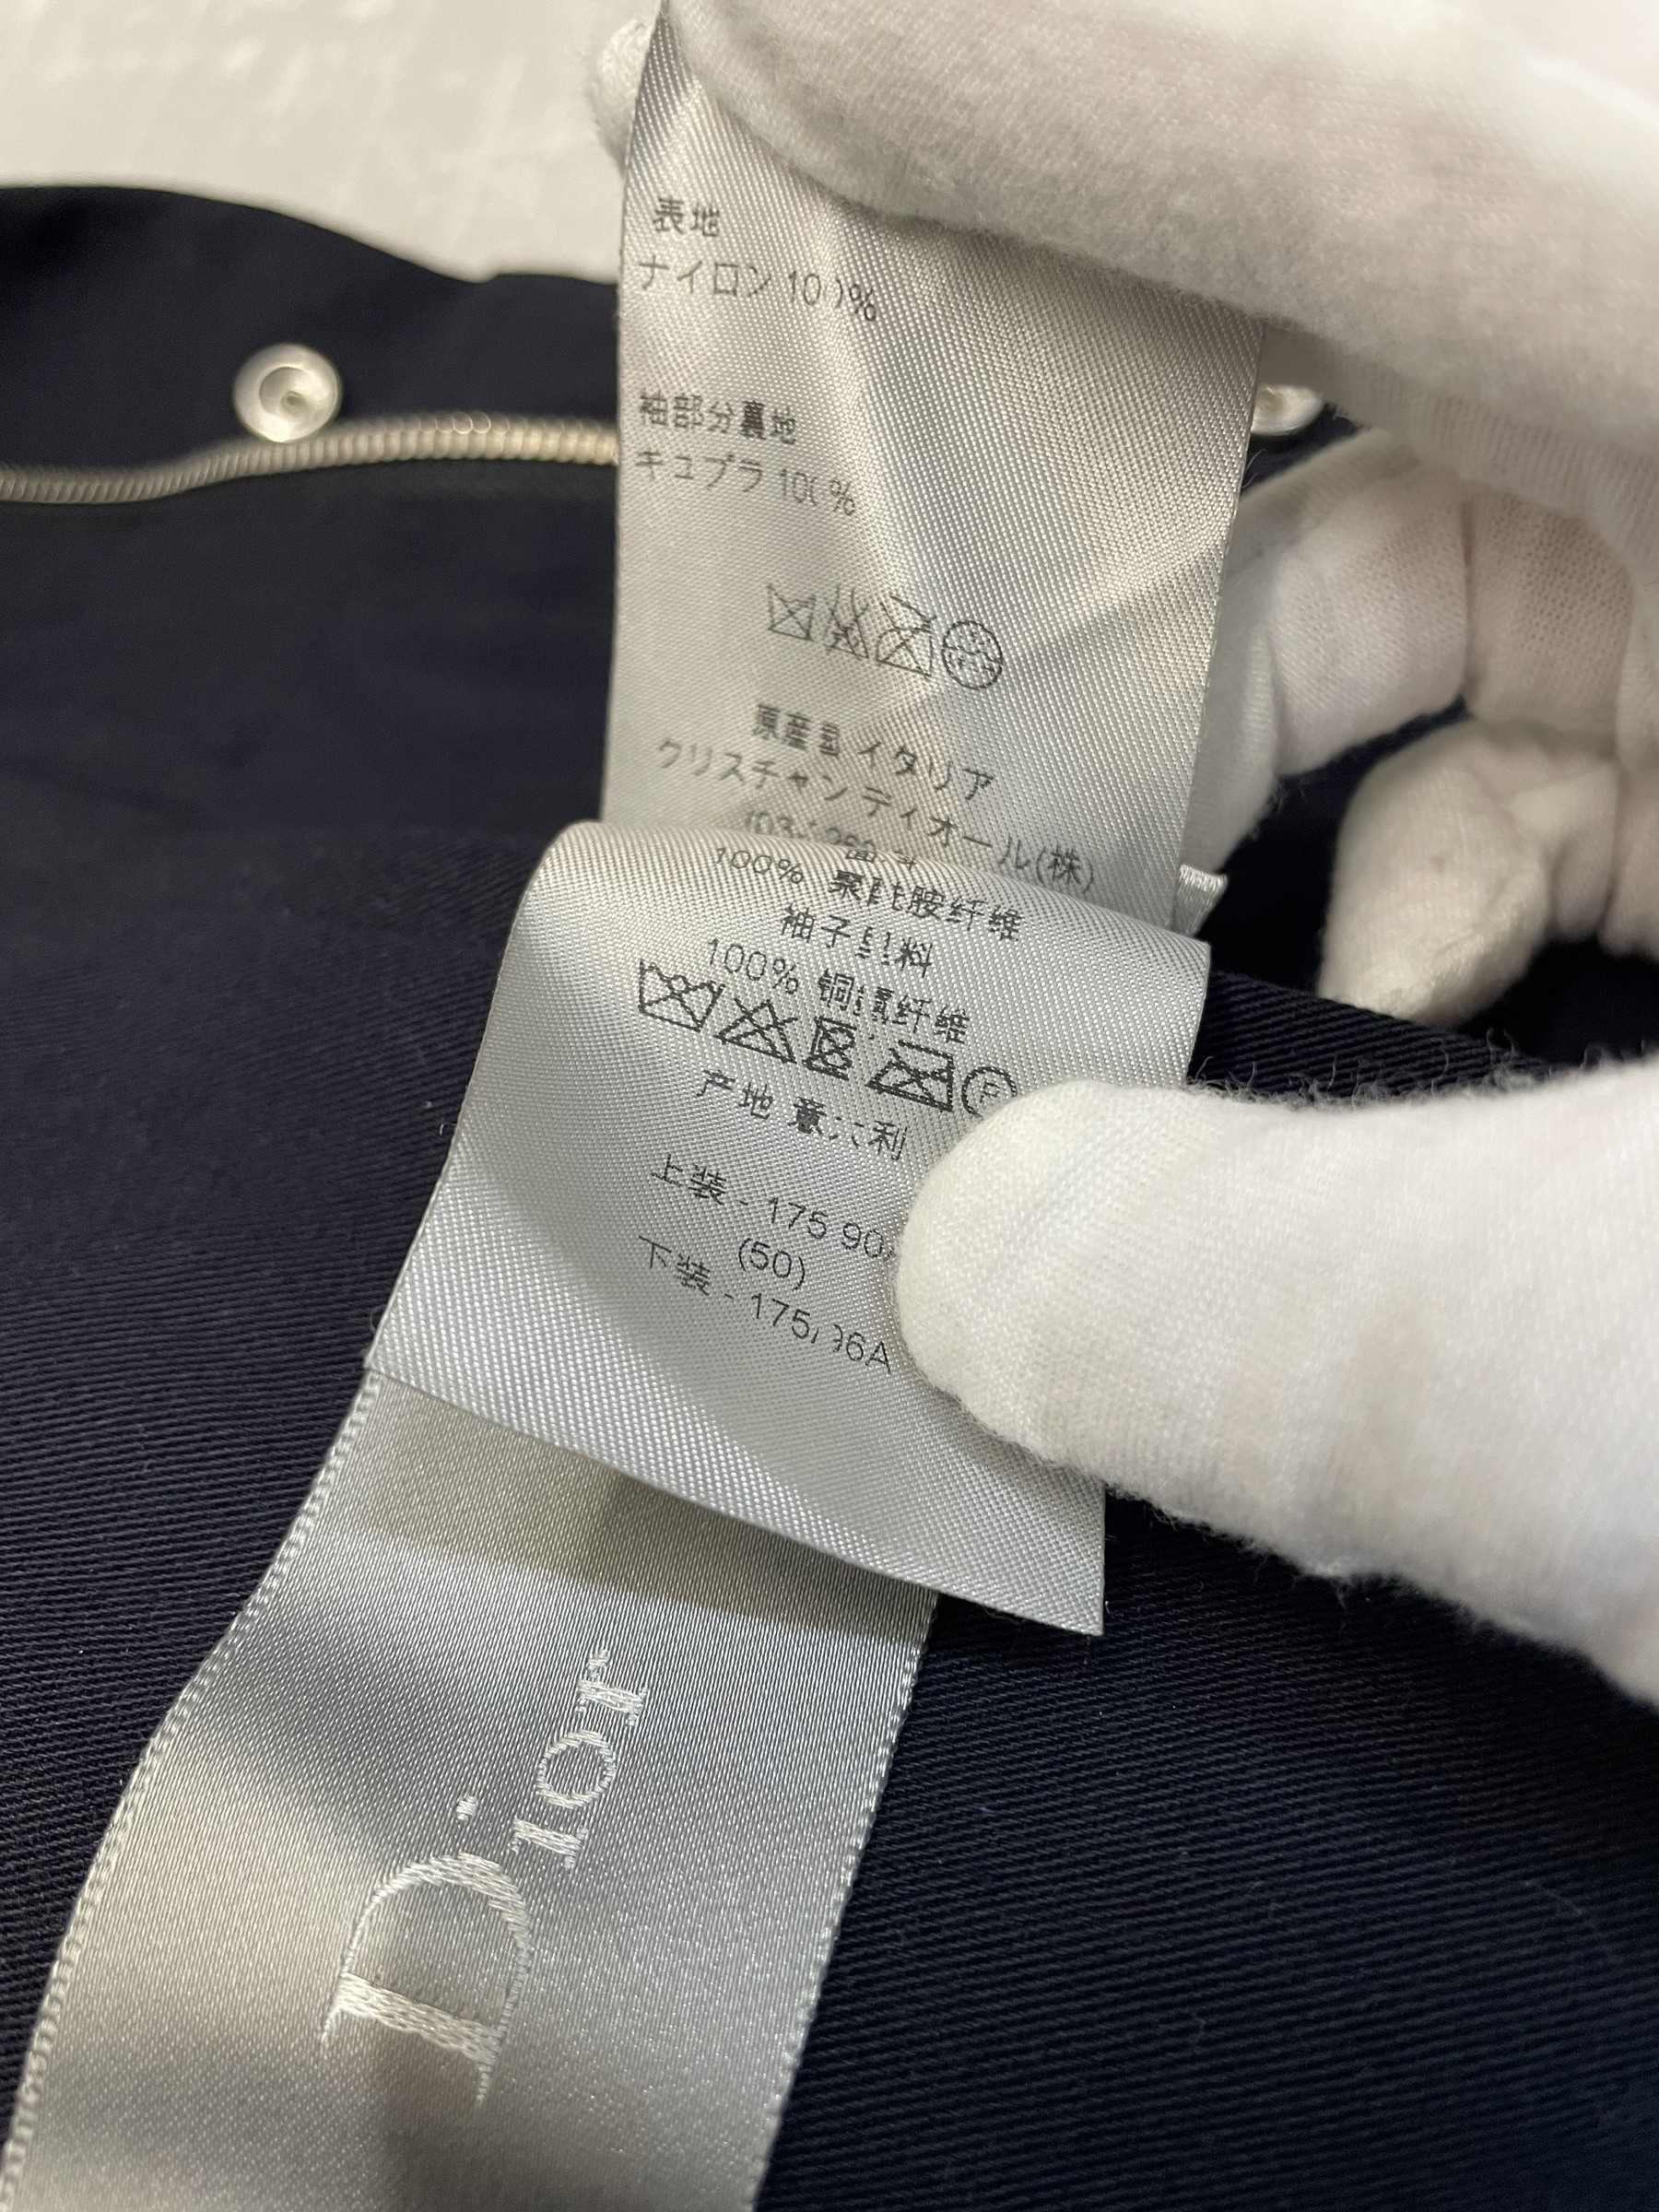 表地
ナイロン 100%
袖部分裏地
キュプラ 100%
原産国 イタリア
クリスチャン ディオール(株)
100% 聚酰胺纤维
袖子里料
100% 铜氨纤维
产地 意大利
上装 - 175 90
(50)
下装 - 175/ 96A
Dior